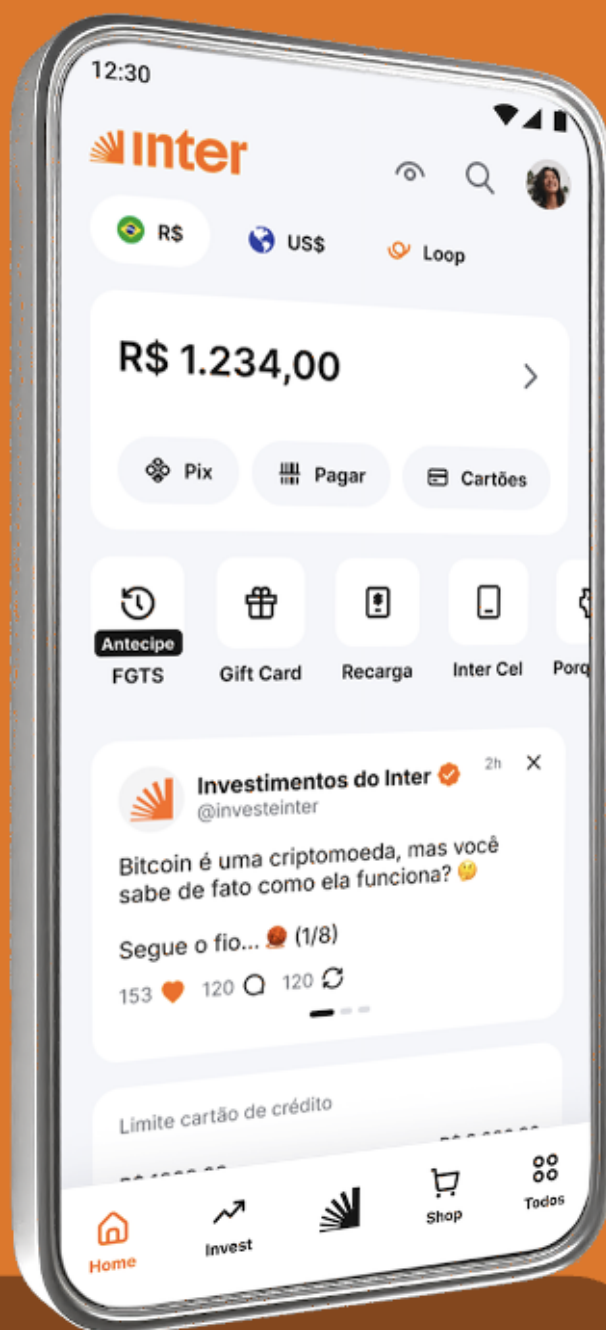 12:30
inter
R$
US$
Loop
R$ 1.234,00
Pix
Pagar
Cartões
Antecipe
FGTS
Gift Card
Recarga
Inter Cel
Porq
Investimentos do Inter
2h
@investeinter
Bitcoin é uma criptomoeda, mas você
sabe de fato como ela funciona? 🤔
Segue o fio... 🧶 (1/8)
153
120
120
Limite cartão de crédito
Home
Invest
Shop
Todos